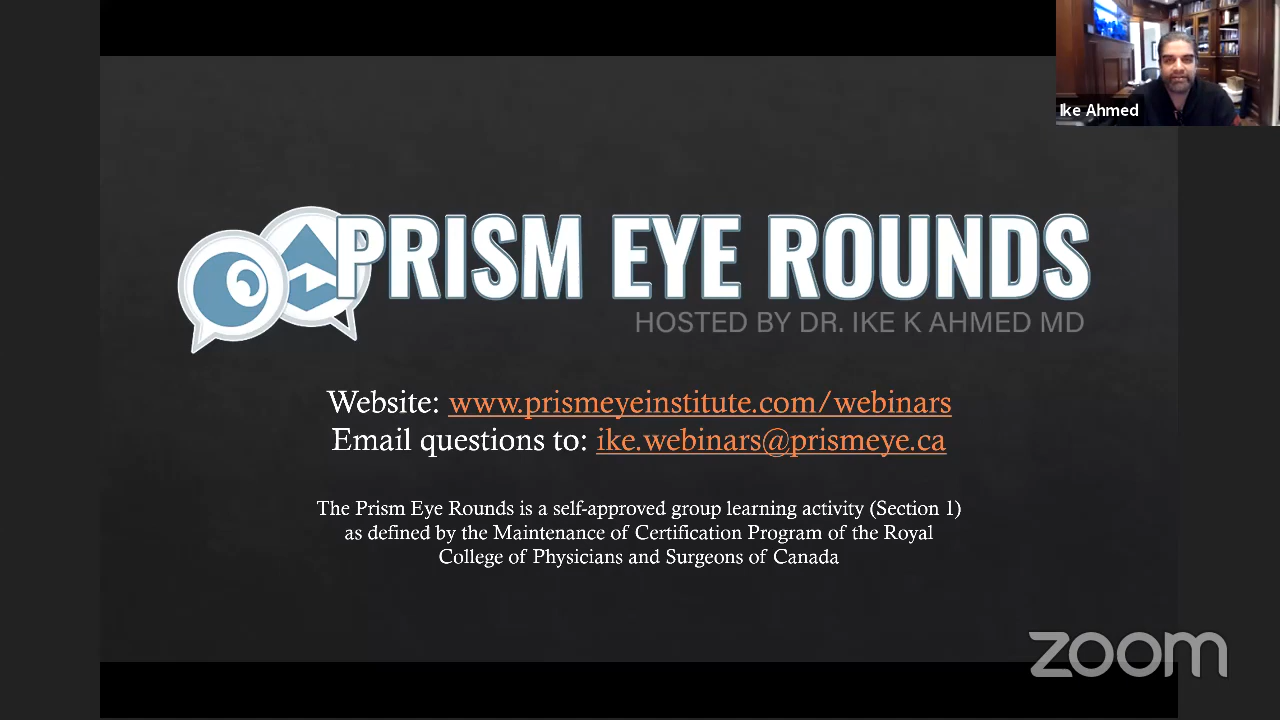 Ike Ahmed
PRISM EYE ROUNDS
HOSTED BY DR. IKE K AHMED MD
Website: www.prismeyeinstitute.com/webinars
Email questions to: ike.webinars@prismeye.ca
The Prism Eye Rounds is a self-approved group learning activity (Section 1)
as defined by the Maintenance of Certification Program of the Royal
College of Physicians and Surgeons of Canada
zoom